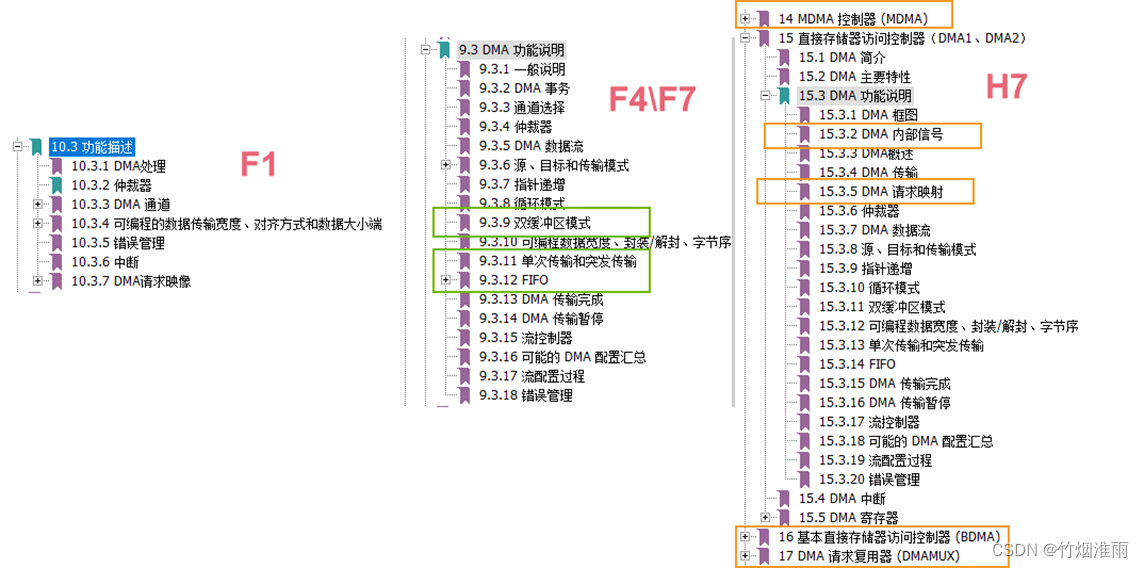 10.3 功能描述
10.3.1 DMA处理
10.3.2 仲裁器
10.3.3 DMA 通道
10.3.4 可编程的数据传输宽度、对齐方式和数据大小端
10.3.5 错误管理
10.3.6 中断
10.3.7 DMA请求映像
F1
9.3 DMA 功能说明
9.3.1 一般说明
9.3.2 DMA 事务
9.3.3 通道选择
9.3.4 仲裁器
9.3.5 DMA 数据流
9.3.6 源、目标和传输模式
9.3.7 指针递增
9.3.8 循环模式
9.3.9 双缓冲区模式
9.3.10 可编程数据宽度、封装/解封、字节序
9.3.11 单次传输和突发传输
9.3.12 FIFO
9.3.13 DMA 传输完成
9.3.14 DMA 传输暂停
9.3.15 流控制器
9.3.16 可能的 DMA 配置汇总
9.3.17 流配置过程
9.3.18 错误管理
F4\F7
14 MDMA 控制器 (MDMA)
15 直接存储器访问控制器（DMA1、DMA2）
15.1 DMA 简介
15.2 DMA 主要特性
15.3 DMA 功能说明
15.3.1 DMA 框图
15.3.2 DMA 内部信号
15.3.3 DMA概述
15.3.4 DMA 传输
15.3.5 DMA 请求映射
15.3.6 仲裁器
15.3.7 DMA 数据流
15.3.8 源、目标和传输模式
15.3.9 指针递增
15.3.10 循环模式
15.3.11 双缓冲区模式
15.3.12 可编程数据宽度、封装/解封、字节序
15.3.13 单次传输和突发传输
15.3.14 FIFO
15.3.15 DMA 传输完成
15.3.16 DMA 传输暂停
15.3.17 流控制器
15.3.18 可能的 DMA 配置汇总
15.3.19 流配置过程
15.3.20 错误管理
15.4 DMA 中断
15.5 DMA 寄存器
16 基本直接存储器访问控制器 (BDMA)
17 DMA 请求复用器 (DMAMUX)
H7
CSDN @竹烟淮雨